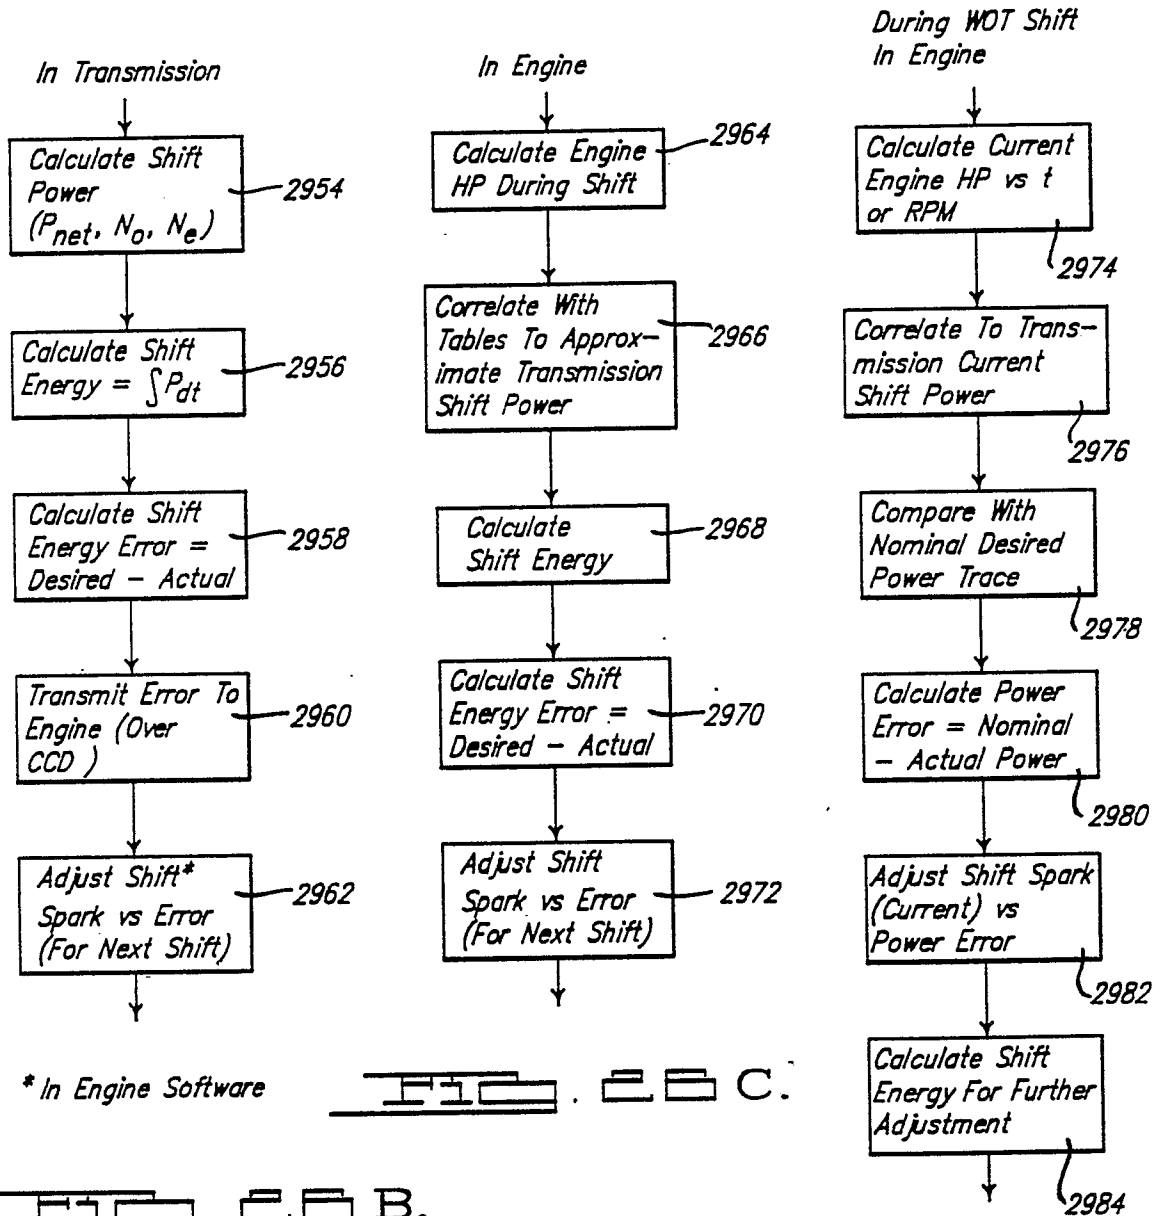 In Transmission
Calculate Shift
Power
(Pnet, No, Ne)
2954
Calculate Shift
Energy = ∫Pdt
2956
Calculate Shift
Energy Error =
Desired - Actual
2958
Transmit Error To
Engine (Over
CCD )
2960
Adjust Shift*
Spark vs Error
(For Next Shift)
2962
* In Engine Software
In Engine
Calculate Engine
HP During Shift
2964
Correlate With
Tables To Approx-
imate Transmission
Shift Power
2966
Calculate
Shift Energy
2968
Calculate Shift
Energy Error =
Desired - Actual
2970
Adjust Shift
Spark vs Error
(For Next Shift)
2972
During WOT Shift
In Engine
Calculate Current
Engine HP vs t
or RPM
2974
Correlate To Trans-
mission Current
Shift Power
2976
Compare With
Nominal Desired
Power Trace
2978
Calculate Power
Error = Nominal
- Actual Power
2980
Adjust Shift Spark
(Current) vs
Power Error
2982
Calculate Shift
Energy For Further
Adjustment
2984
C.
B.